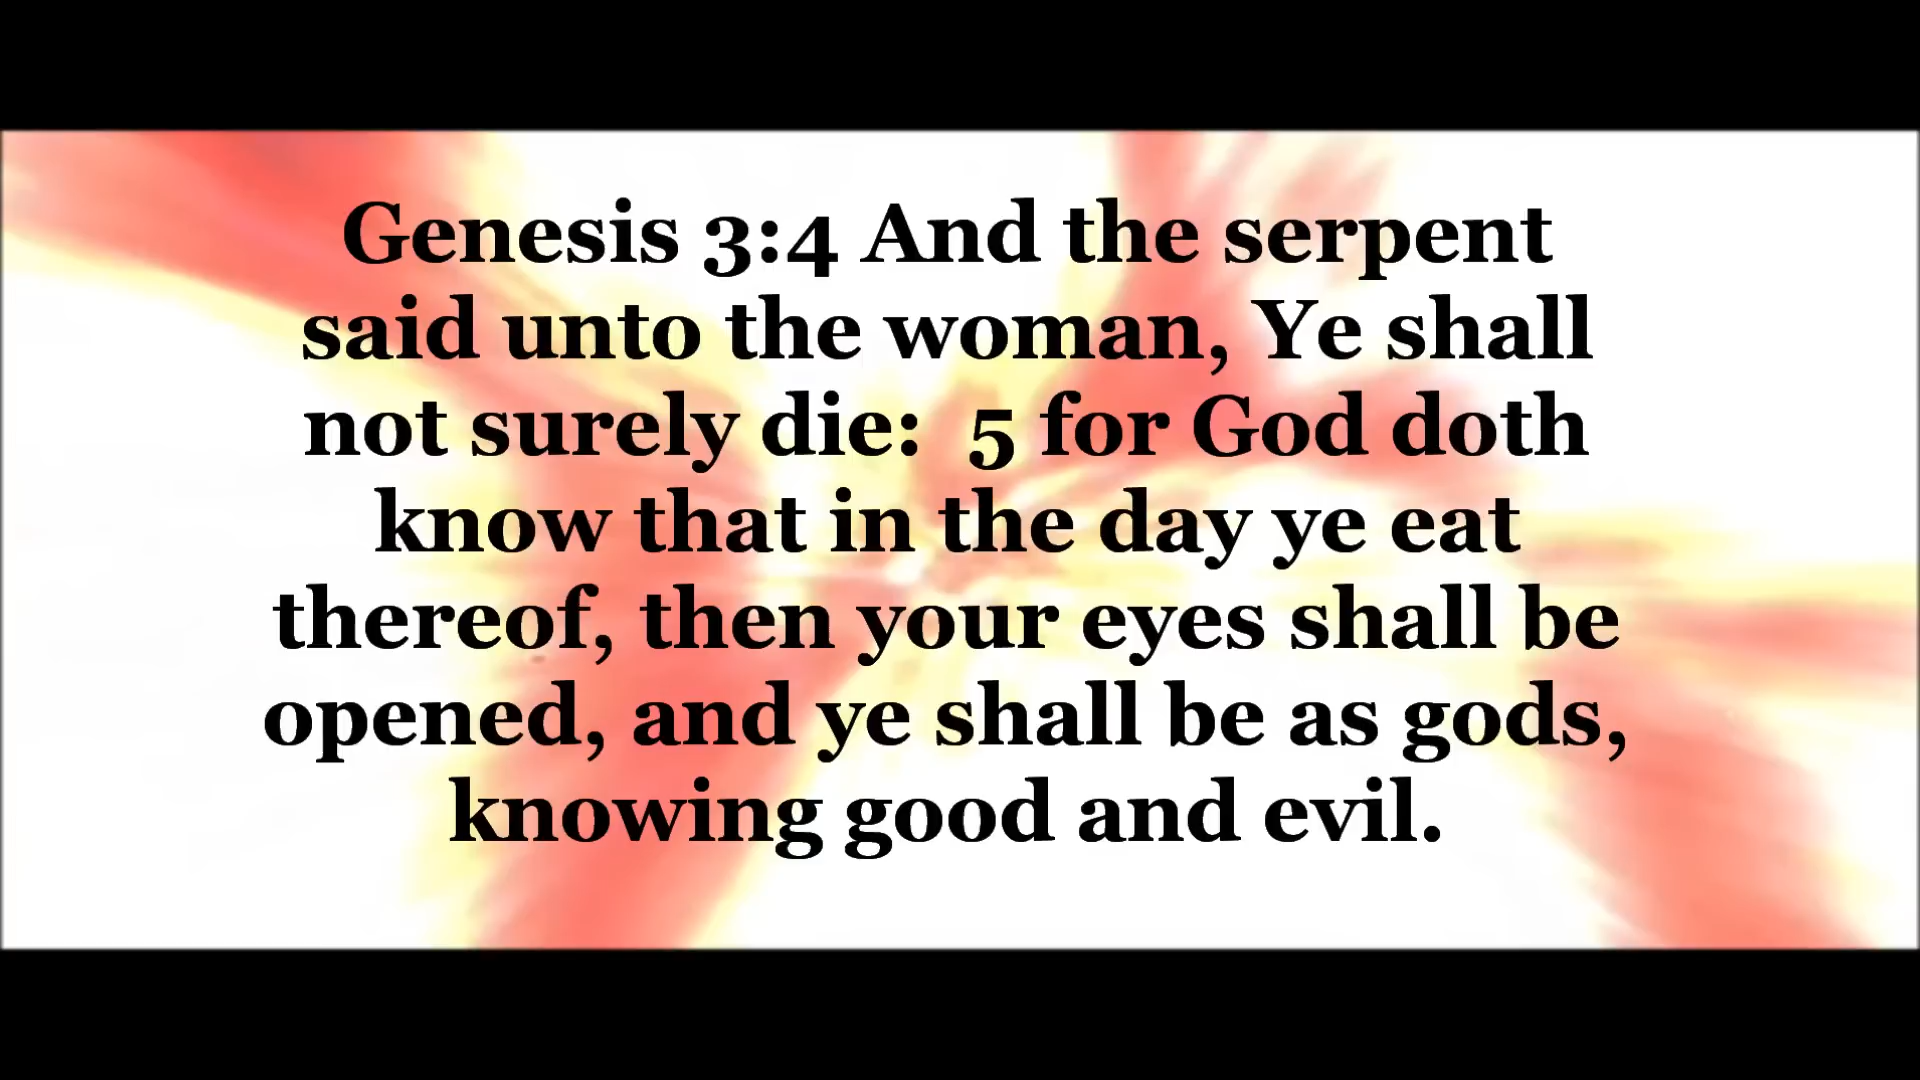 Genesis 3:4 And the serpent
said unto the woman, Ye shall
not surely die:  5 for God doth
know that in the day ye eat
thereof, then your eyes shall be
opened, and ye shall be as gods,
knowing good and evil.